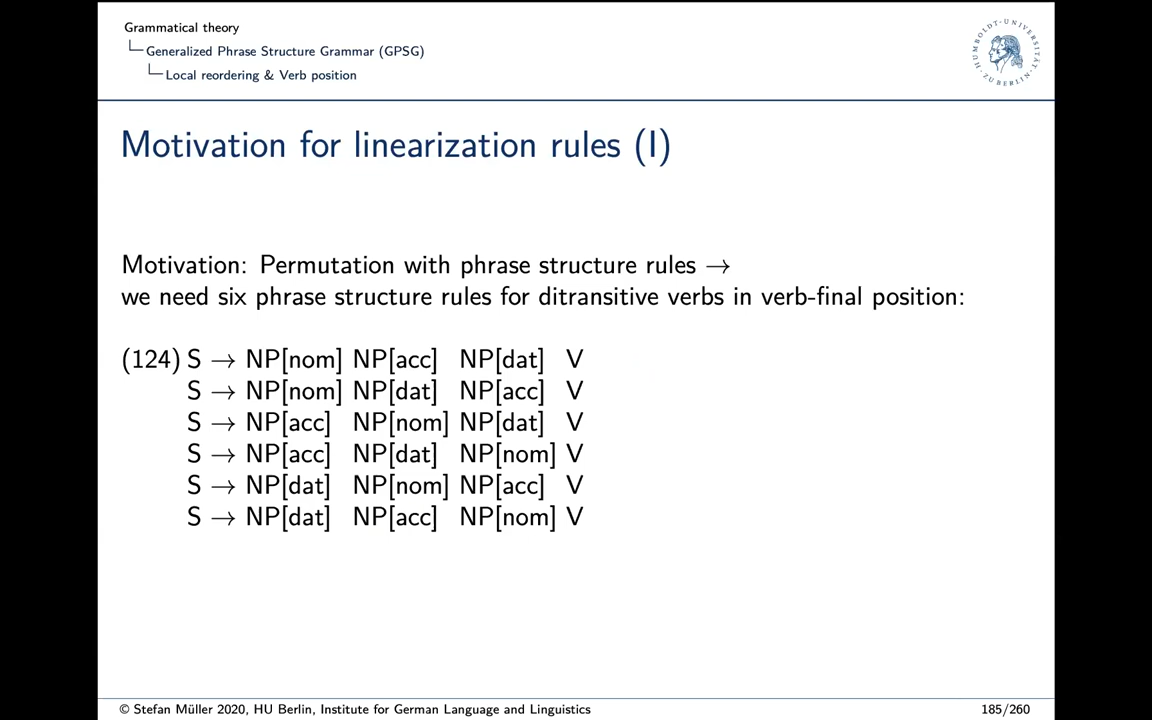 Grammatical theory
Generalized Phrase Structure Grammar (GPSG)
Local reordering & Verb position
HUMBOLDT-UNIVERSITÄT ZU BERLIN
Motivation for linearization rules (I)
Motivation: Permutation with phrase structure rules →
we need six phrase structure rules for ditransitive verbs in verb-final position:
(124) S → NP[nom] NP[acc] NP[dat] V
S → NP[nom] NP[dat] NP[acc] V
S → NP[acc] NP[nom] NP[dat] V
S → NP[acc] NP[dat] NP[nom] V
S → NP[dat] NP[nom] NP[acc] V
S → NP[dat] NP[acc] NP[nom] V
© Stefan Müller 2020, HU Berlin, Institute for German Language and Linguistics
185/260